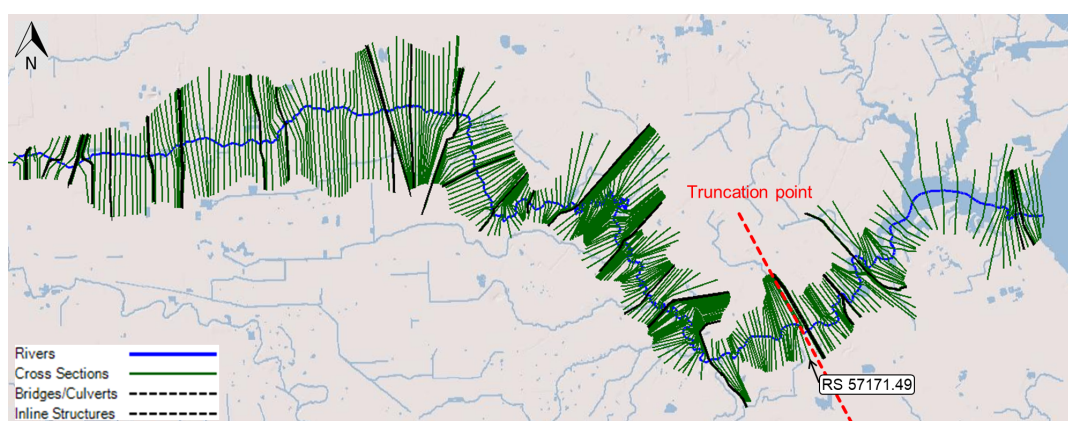 N
Truncation point
RS 57171.49
Rivers
Cross Sections
Bridges/Culverts
Inline Structures